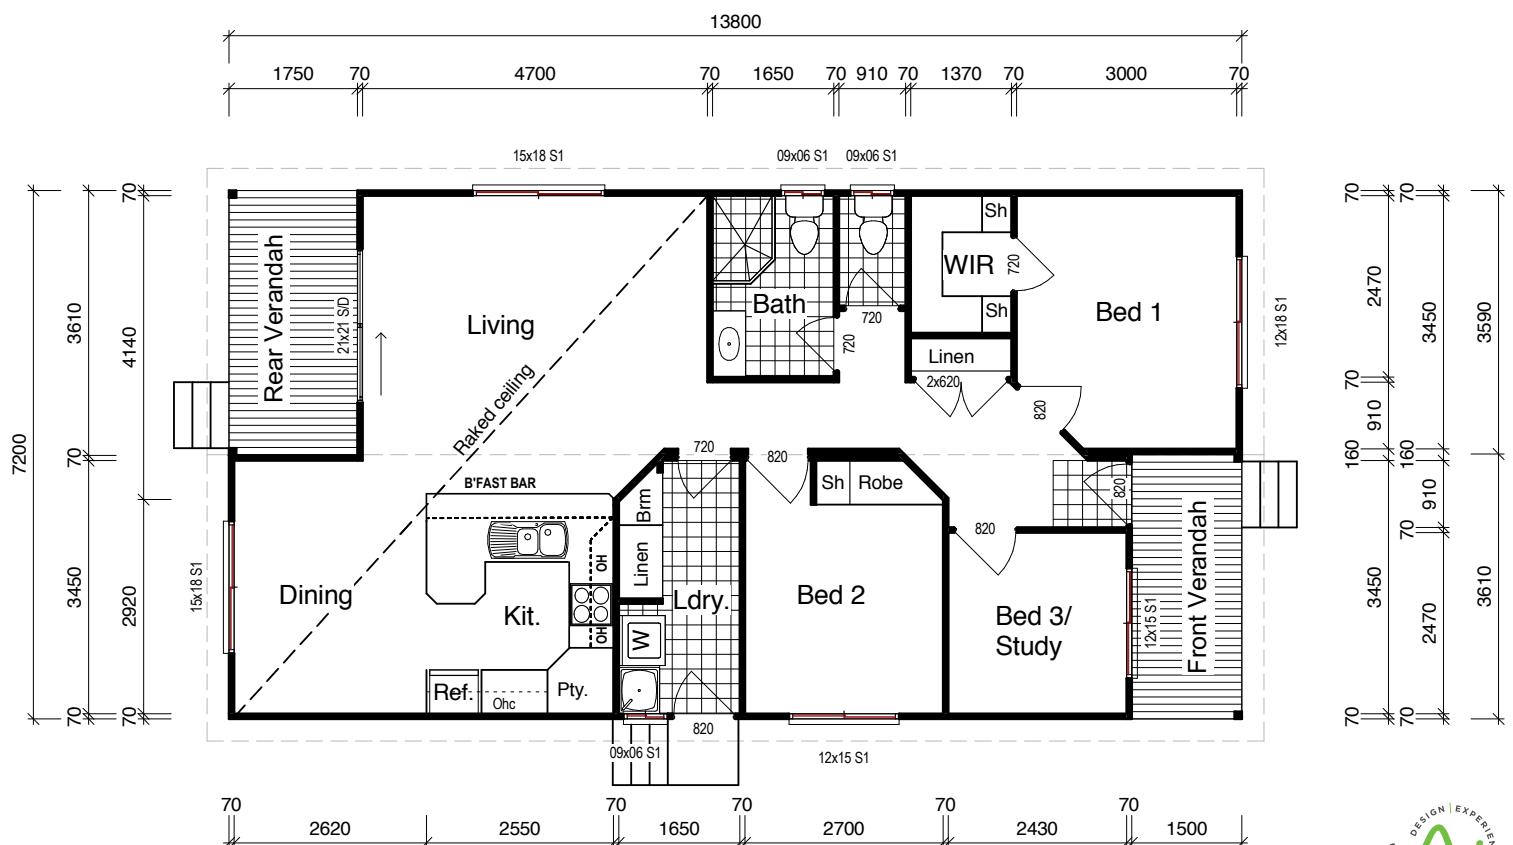 13800
1750 70 4700 70 1650 70 910 70 1370 70 3000 70
15x18 S1 09x06 S1 09x06 S1
7200
70 3610 70 3450 70
70 4140 2920 70
Rear Verandah
21x21 S/D
Living
Raked ceiling
Bath
720
720
WIR
Sh
Sh
720
Linen
2x620
Bed 1
820
12x18 S1
70 2470 70 910 160 3450 70
70 3450 160 910 70 2470 70
3590 3610
720
820
B'FAST BAR
Brm
Linen
Sh Robe
820
820
Front Verandah
15x18 S1
Dining
Kit.
OH
OH
Ldry.
W
Bed 2
Bed 3/
Study
12x15 S1
Ref.
Ohc
Pty.
820
09x06 S1
12x15 S1
70 70 70 70 70
2620 2550 1650 2700 2430 1500
DESIGN | EXPERIE